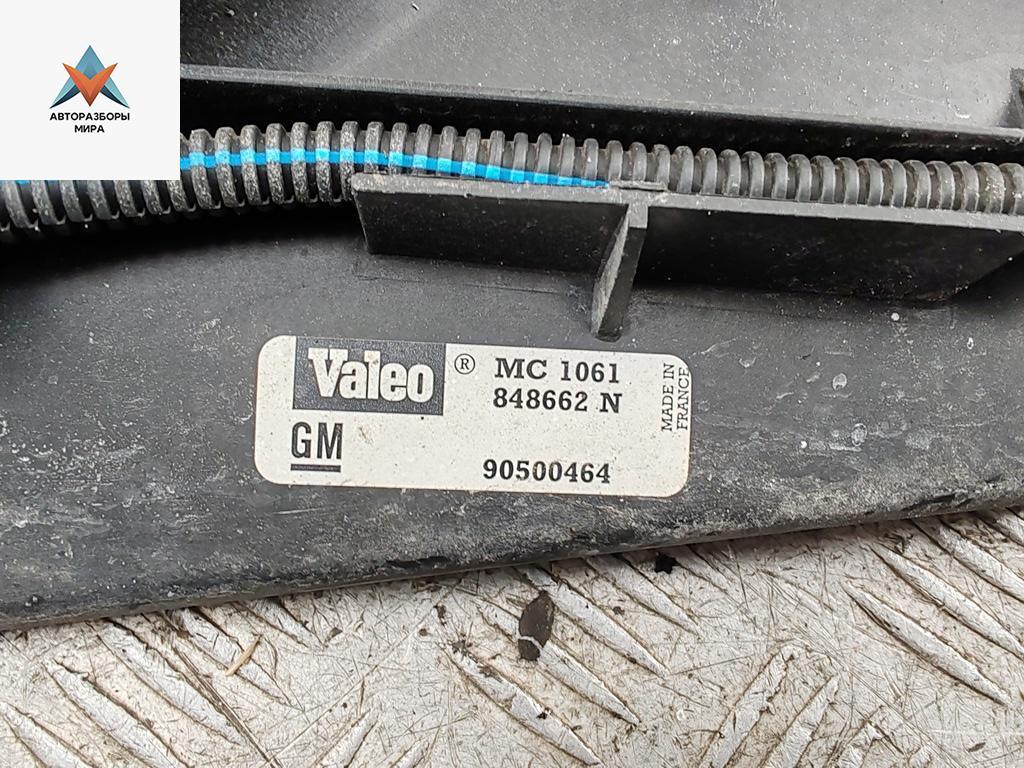 АВТОРАЗБОРЫ
МИРА
Valeo ® MC 1061
848662 N
MADE IN
FRANCE
GM
90500464